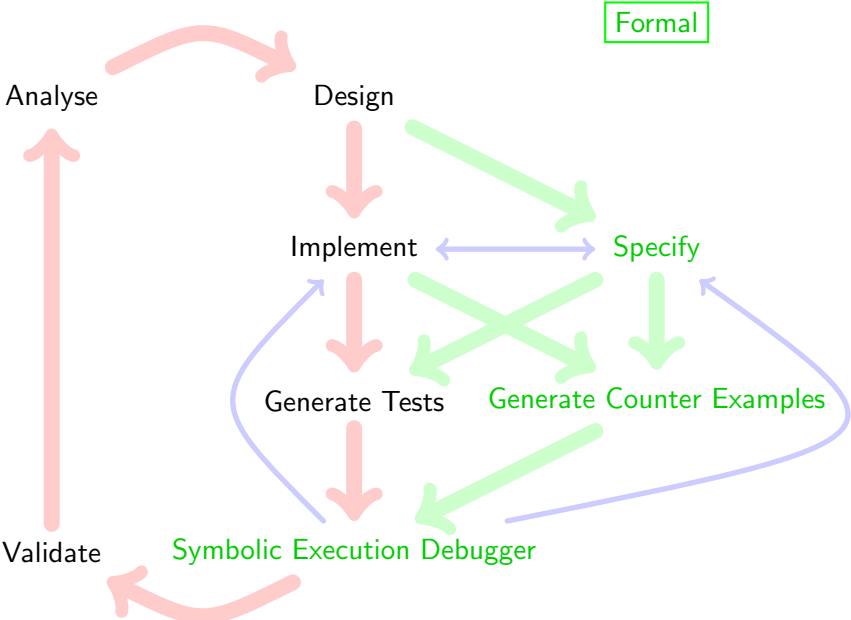 Formal
Analyse
Design
Implement
Specify
Generate Tests
Generate Counter Examples
Validate
Symbolic Execution Debugger